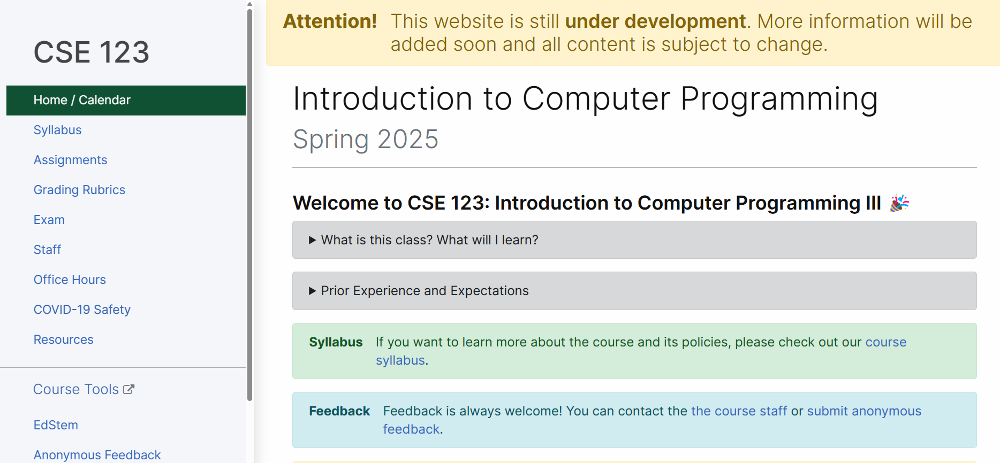 CSE 123
Home / Calendar
Syllabus
Assignments
Grading Rubrics
Exam
Staff
Office Hours
COVID-19 Safety
Resources
Course Tools
EdStem
Anonymous Feedback
Attention! This website is still under development. More information will be
added soon and all content is subject to change.
Introduction to Computer Programming
Spring 2025
Welcome to CSE 123: Introduction to Computer Programming III 🎉
▶ What is this class? What will I learn?
▶ Prior Experience and Expectations
Syllabus If you want to learn more about the course and its policies, please check out our course
syllabus.
Feedback Feedback is always welcome! You can contact the the course staff or submit anonymous
feedback.